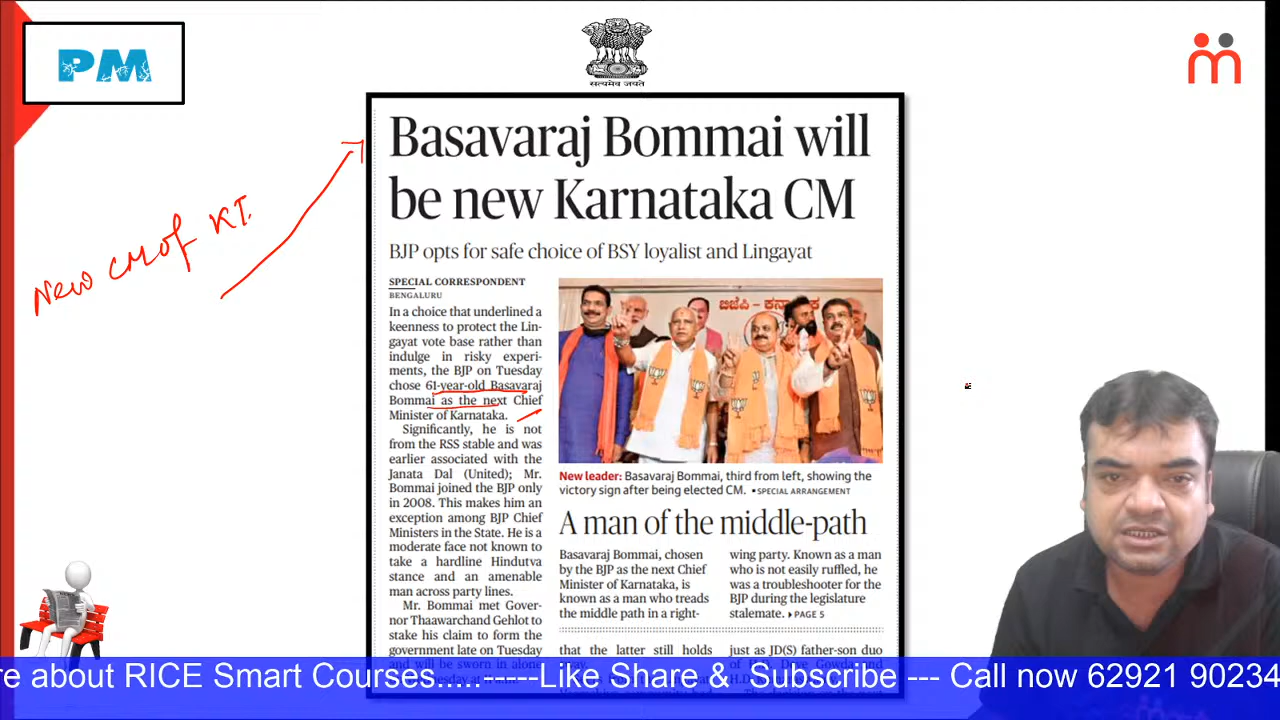 PM
सत्यमेव जयते
Basavaraj Bommai will
be new Karnataka CM
BJP opts for safe choice of BSY loyalist and Lingayat
New CM of KT.
SPECIAL CORRESPONDENT
BENGALURU
In a choice that underlined a
keenness to protect the Lin-
gayat vote base rather than
indulge in risky experi-
ments, the BJP on Tuesday
chose 61-year-old Basavaraj
Bommai as the next Chief
Minister of Karnataka.
Significantly, he is not
from the RSS stable and was
earlier associated with the
Janata Dal (United); Mr.
Bommai joined the BJP only
in 2008. This makes him an
exception among BJP Chief
Ministers in the State. He is a
moderate face not known to
take a hardline Hindutva
stance and an amenable
man across party lines.
Mr. Bommai met Gover-
nor Thaawarchand Gehlot to
stake his claim to form the
government late on Tuesday
and will be sworn in alone
ಬಿಜೆಪಿ - ಕರ್ನಾಟಕ
New leader: Basavaraj Bommai, third from left, showing the
victory sign after being elected CM. •SPECIAL ARRANGEMENT
A man of the middle-path
Basavaraj Bommai, chosen
by the BJP as the next Chief
Minister of Karnataka, is
known as a man who treads
the middle path in a right-
wing party. Known as a man
who is not easily ruffled, he
was a troubleshooter for the
BJP during the legislature
stalemate. ▸PAGE 5
that the latter still holds
just as JD(S) father-son duo
re about RICE Smart Courses.....-----Like, Share & Subscribe --- Call now 62921 90234